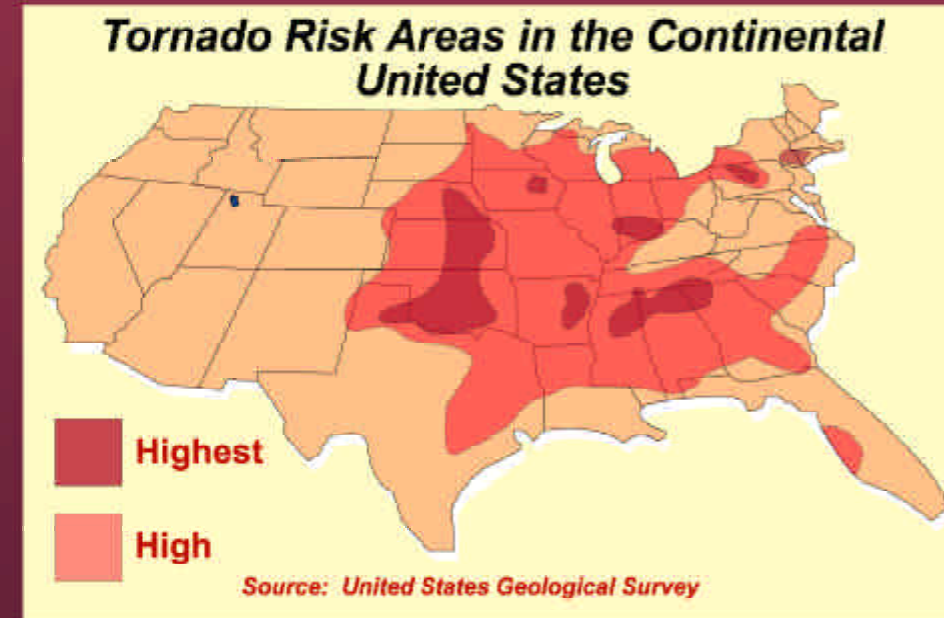 Tornado Risk Areas in the Continental
United States
Highest
High
Source: United States Geological Survey